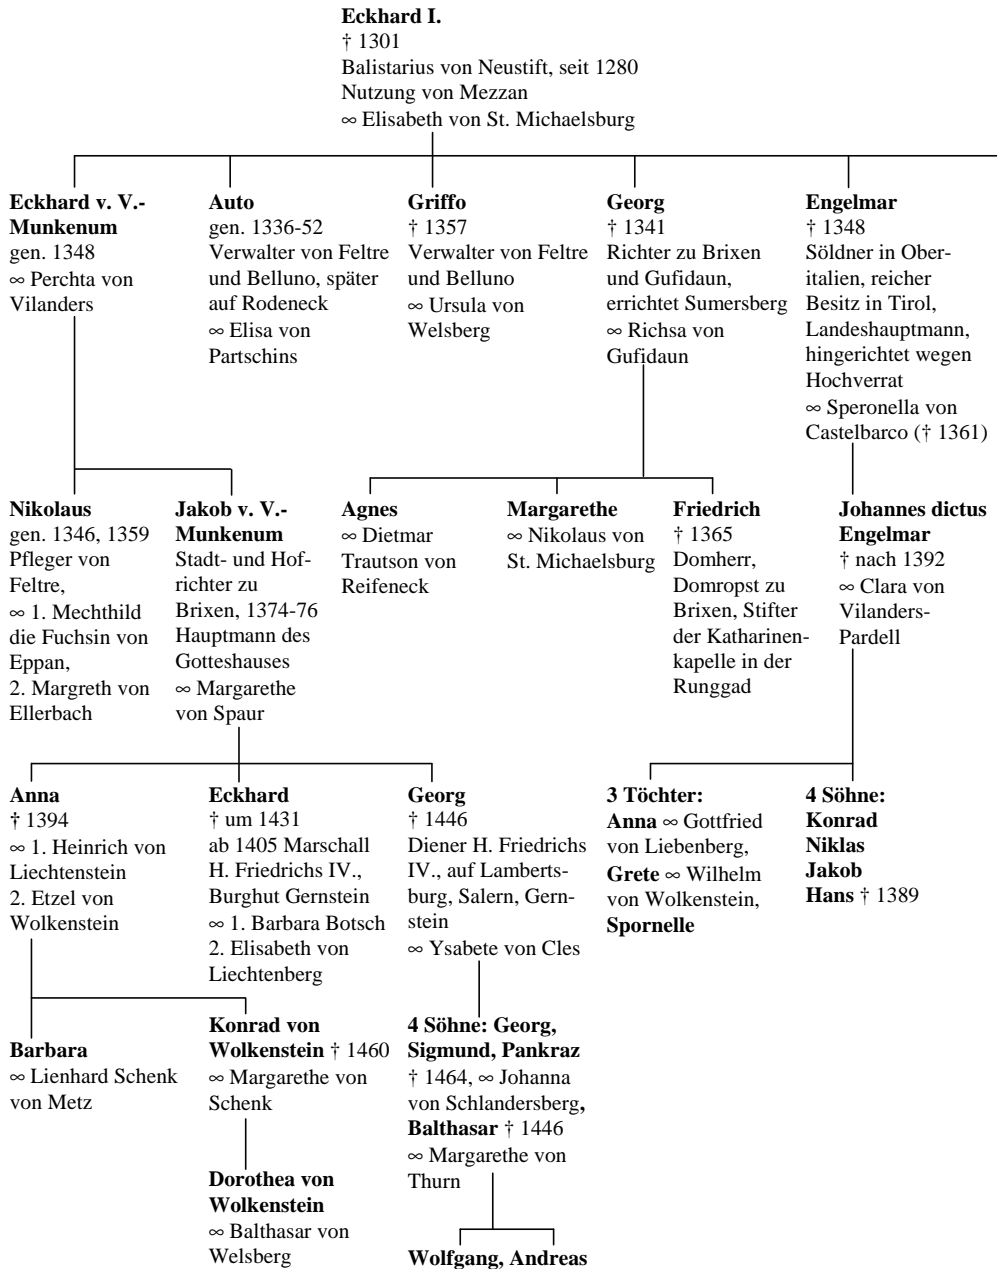 Eckhard I.
† 1301
Balistarius von Neustift, seit 1280
Nutzung von Mezzan
∞ Elisabeth von St. Michaelsburg
Eckhard v. V.-
Munkenum
gen. 1348
∞ Perchta von
Vilanders
Auto
gen. 1336-52
Verwalter von Feltre
und Belluno, später
auf Rodeneck
∞ Elisa von
Partschins
Griffo
† 1357
Verwalter von Feltre
und Belluno
∞ Ursula von
Welsberg
Georg
† 1341
Richter zu Brixen
und Gufidaun,
errichtet Sumersberg
∞ Richsa von
Gufidaun
Engelmar
† 1348
Söldner in Ober-
italien, reicher
Besitz in Tirol,
Landeshauptmann,
hingerichtet wegen
Hochverrat
∞ Speronella von
Castelbarco († 1361)
Nikolaus
gen. 1346, 1359
Pfleger von
Feltre,
∞ 1. Mechthild
die Fuchsin von
Eppan,
2. Margreth von
Ellerbach
Jakob v. V.-
Munkenum
Stadt- und Hof-
richter zu
Brixen, 1374-76
Hauptmann des
Gotteshauses
∞ Margarethe
von Spaur
Agnes
∞ Dietmar
Trautson von
Reifeneck
Margarethe
∞ Nikolaus von
St. Michaelsburg
Friedrich
† 1365
Domherr,
Domropst zu
Brixen, Stifter
der Katharinen-
kapelle in der
Runggad
Johannes dictus
Engelmar
† nach 1392
∞ Clara von
Vilanders-
Pardell
Anna
† 1394
∞ 1. Heinrich von
Liechtenstein
2. Etzel von
Wolkenstein
Eckhard
† um 1431
ab 1405 Marschall
H. Friedrichs IV.,
Burghut Gernstein
∞ 1. Barbara Botsch
2. Elisabeth von
Liechtenberg
Georg
† 1446
Diener H. Friedrichs
IV., auf Lamberts-
burg, Salern, Gern-
stein
∞ Ysabete von Cles
3 Töchter:
Anna ∞ Gottfried
von Liebenberg,
Grete ∞ Wilhelm
von Wolkenstein,
Spornelle
4 Söhne:
Konrad
Niklas
Jakob
Hans † 1389
Barbara
∞ Lienhard Schenk
von Metz
Konrad von
Wolkenstein † 1460
∞ Margarethe von
Schenk
4 Söhne: Georg,
Sigmund, Pankraz
† 1464, ∞ Johanna
von Schlandersberg,
Balthasar † 1446
∞ Margarethe von
Thurn
Dorothea von
Wolkenstein
∞ Balthasar von
Welsberg
Wolfgang, Andreas